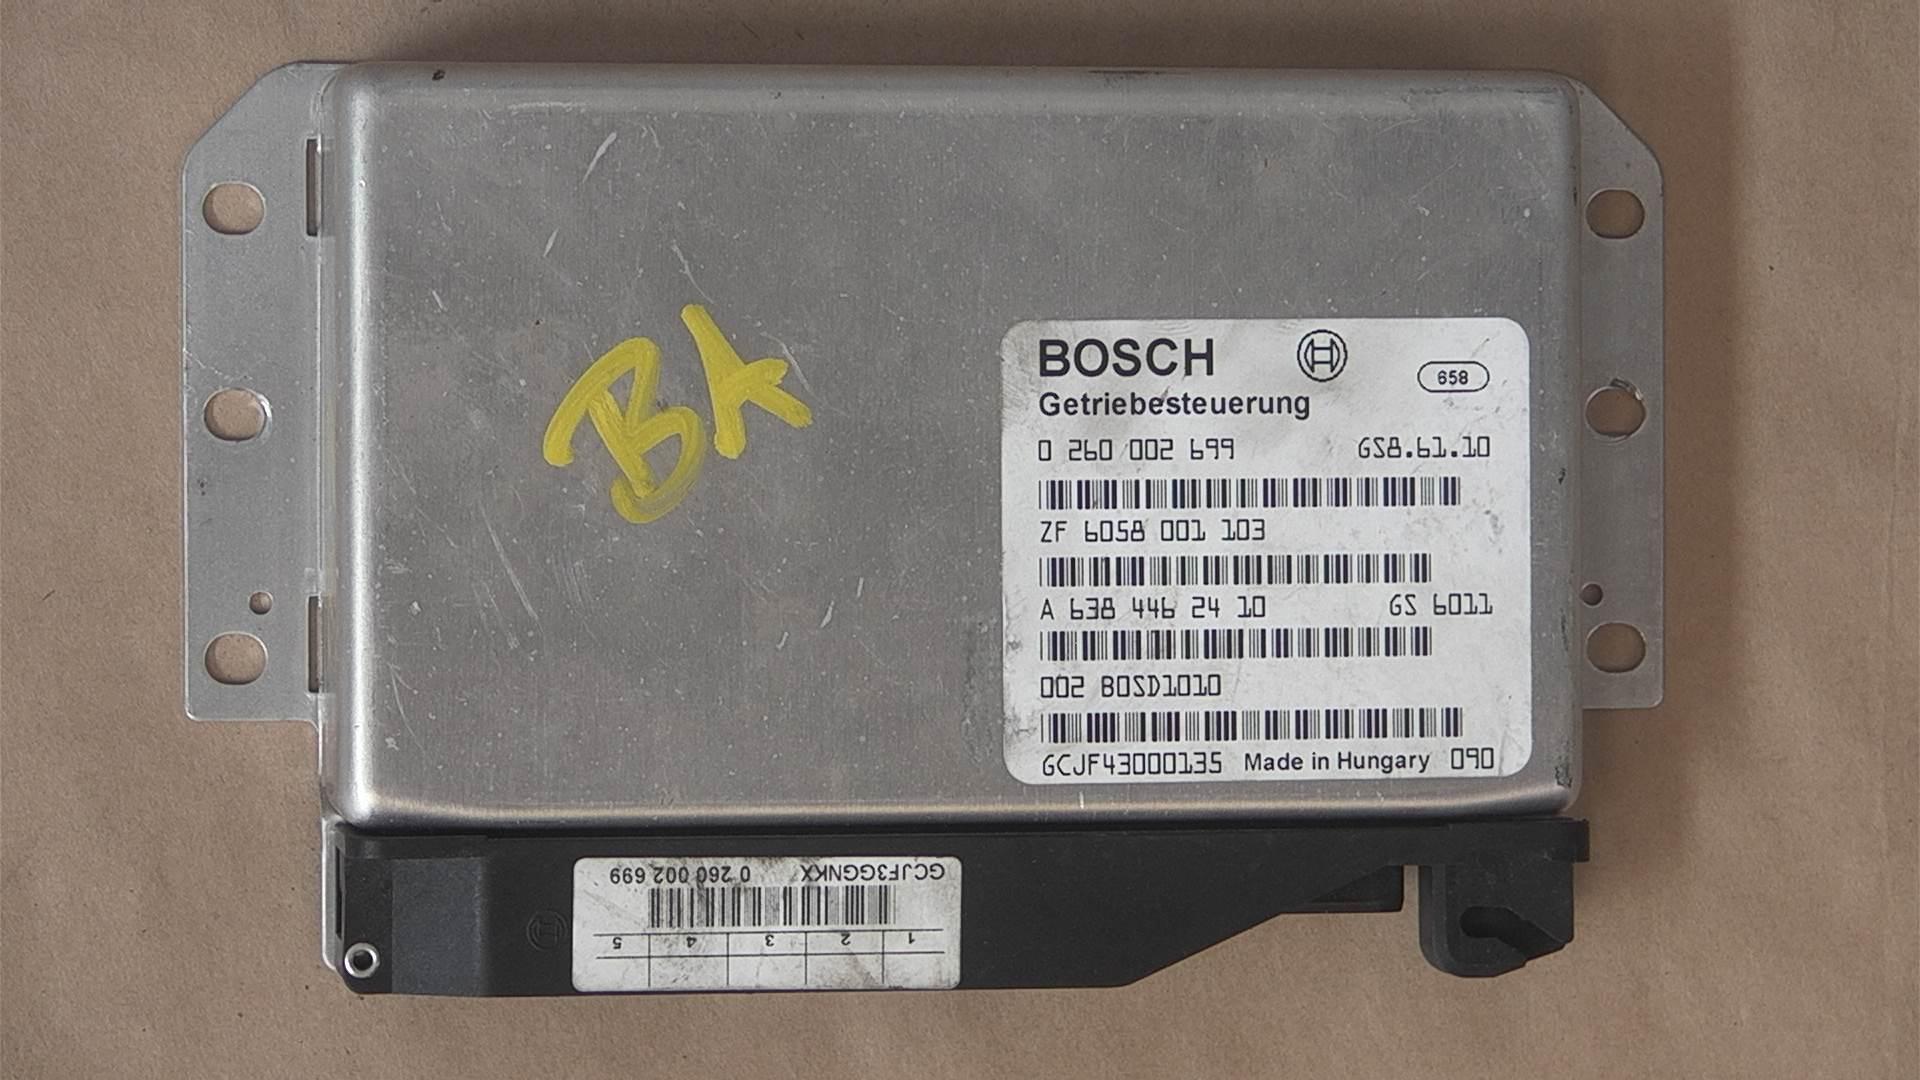 BA
BOSCH
658
Getriebesteuerung
0 260 002 699 GS8.61.10
ZF 6058 001 103
A 638 446 24 10 GS 6011
002 BOSD1010
GCJF43000135 Made in Hungary 090
GCJF3GGNKX 0 260 002 699
1 2 3 4 5